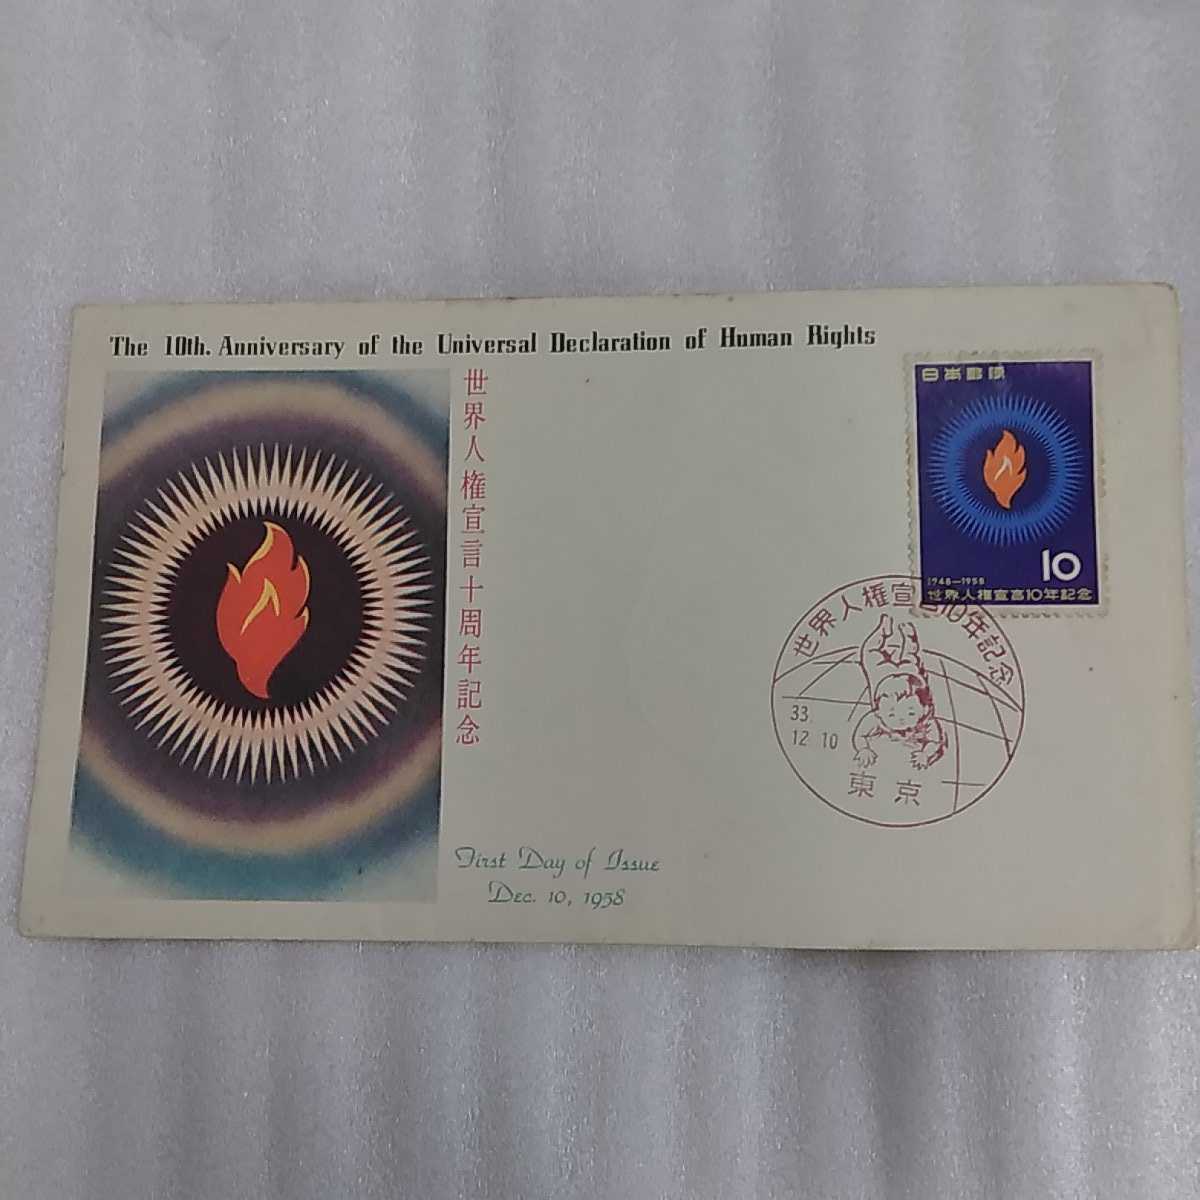 The 10th. Anniversary of the Universal Declaration of Human Rights
世界人権宣言十周年記念
日本郵便
10
1948—1958
世界人権宣言10年記念
世界人権宣言10年記念
33.
12 10
東京
First Day of Issue
Dec. 10, 1958